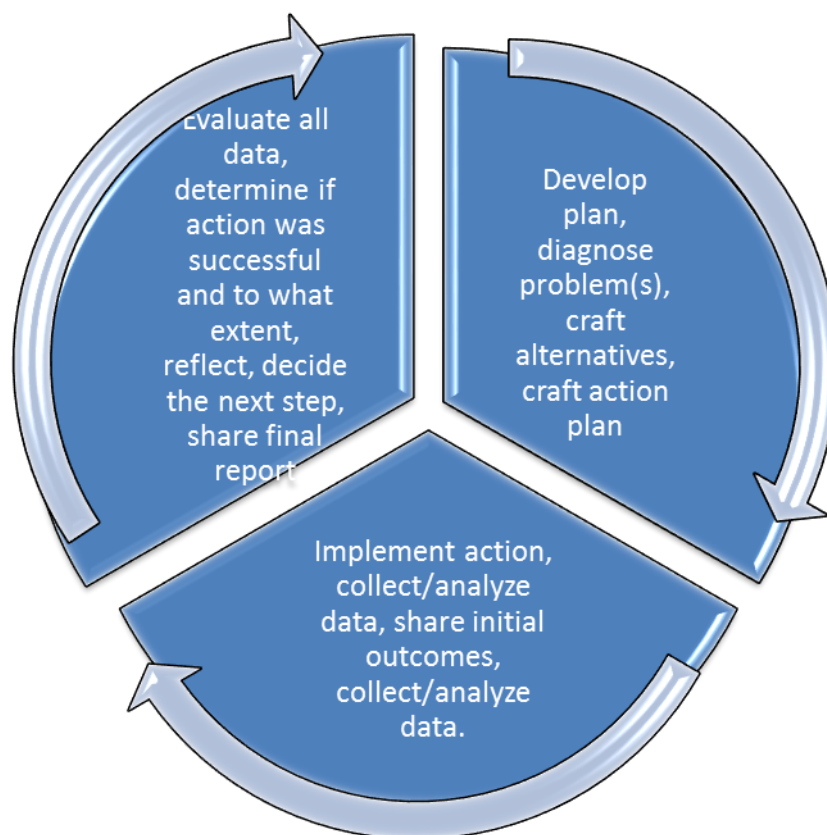 Evaluate all
data,
determine if
action was
successful
and to what
extent,
reflect, decide
the next step,
share final
report
Develop
plan,
diagnose
problem(s),
craft
alternatives,
craft action
plan
Implement action,
collect/analyze
data, share initial
outcomes,
collect/analyze
data.